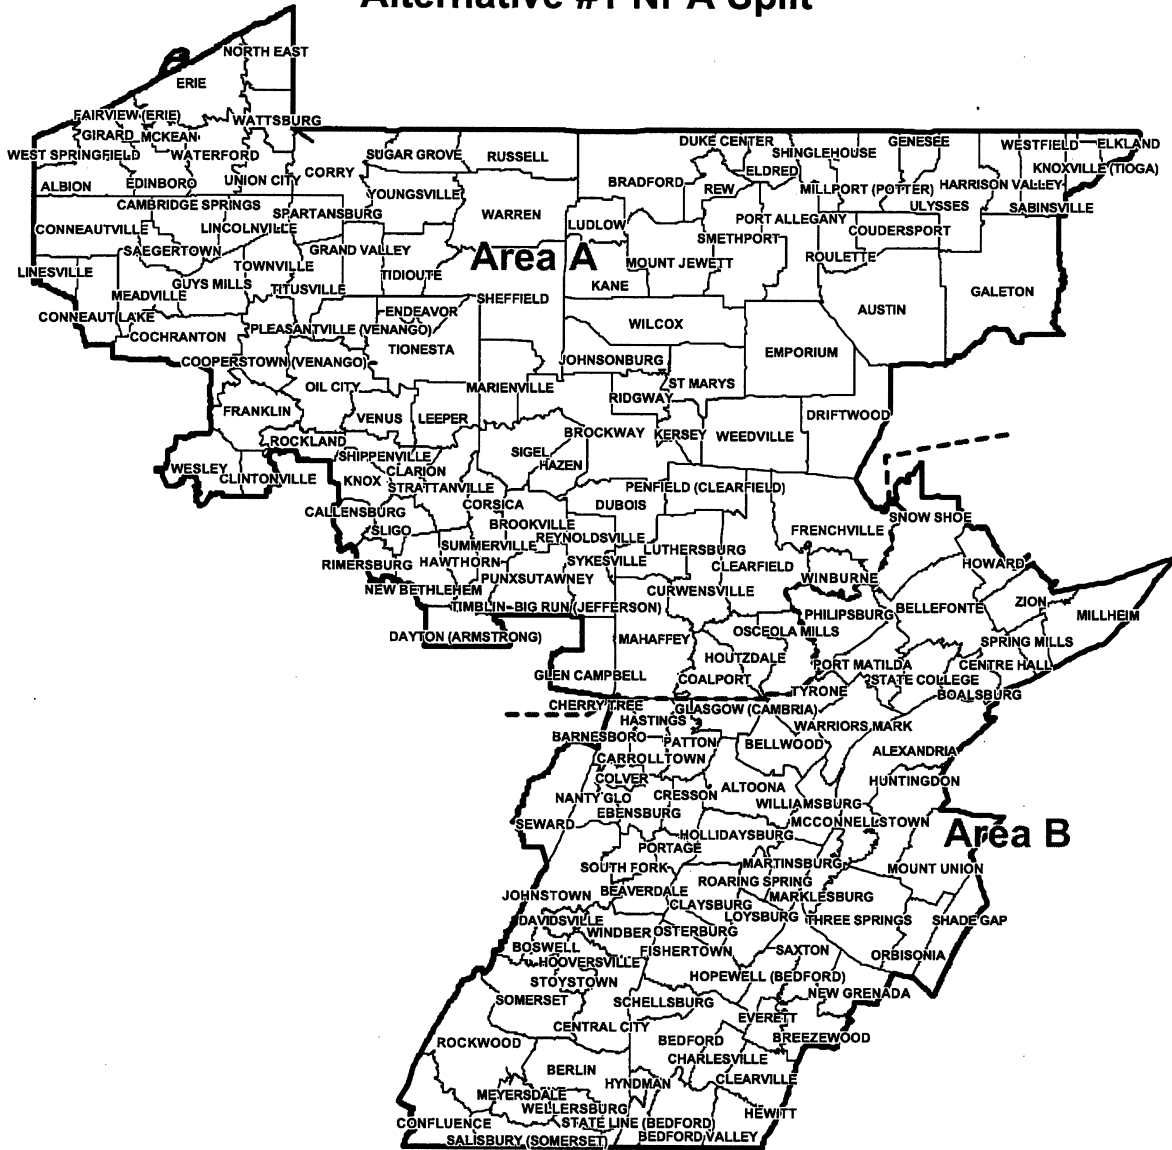 Alternative #1 NPA Split
NORTH EAST
ERIE
FAIRVIEW (ERIE)
WATTSBURG
GIRARD
MCKEAN
WEST SPRINGFIELD
WATERFORD
ALBION
EDINBORO
UNION CITY
CORRY
SUGAR GROVE
RUSSELL
YOUNGSVILLE
CAMBRIDGE SPRINGS
SPARTANSBURG
WARREN
CONNEAUTVILLE
LINCOLNVILLE
SAEGERTOWN
GRAND VALLEY
TOWNVILLE
LINESVILLE
TIDIOUTE
GUYS MILLS
TITUSVILLE
MEADVILLE
SHEFFIELD
CONNEAUT LAKE
ENDEAVOR
COCHRANTON
PLEASANTVILLE (VENANGO)
TIONESTA
COOPERSTOWN (VENANGO)
OIL CITY
MARIENVILLE
FRANKLIN
VENUS
LEEPER
ROCKLAND
SHIPPENVILLE
WESLEY
CLINTONVILLE
KNOX
CLARION
STRATTANVILLE
CALLENSBURG
CORSICA
SLIGO
BROOKVILLE
SUMMERVILLE
REYNOLDSVILLE
RIMERSBURG
HAWTHORN
SYKESVILLE
NEW BETHLEHEM
PUNXSUTAWNEY
TIMBLIN
BIG RUN (JEFFERSON)
DAYTON (ARMSTRONG)
GLEN CAMPBELL
Area A
DUKE CENTER
SHINGLEHOUSE
GENESEE
WESTFIELD
ELKLAND
ELDRED
KNOXVILLE (TIOGA)
BRADFORD
REW
MILLPORT (POTTER)
HARRISON VALLEY
ULYSSES
SABINSVILLE
LUDLOW
PORT ALLEGANY
SMETHPORT
COUDERSPORT
MOUNT JEWETT
ROULETTE
KANE
GALETON
AUSTIN
WILCOX
EMPORIUM
JOHNSONBURG
ST MARYS
RIDGWAY
DRIFTWOOD
BROCKWAY
KERSEY
WEEDVILLE
SIGEL
HAZEN
PENFIELD (CLEARFIELD)
DUBOIS
FRENCHVILLE
SNOW SHOE
LUTHERSBURG
CLEARFIELD
HOWARD
WINBURNE
CURWENSVILLE
PHILIPSBURG
BELLEFONTE
ZION
MILLHEIM
MAHAFFEY
OSCEOLA MILLS
SPRING MILLS
HOUTZDALE
PORT MATILDA
CENTRE HALL
COALPORT
STATE COLLEGE
TYRONE
BOALSBURG
CHERRY TREE
GLASGOW (CAMBRIA)
HASTINGS
WARRIORS MARK
BARNESBORO
PATTON
BELLWOOD
ALEXANDRIA
CARROLLTOWN
COLVER
ALTOONA
HUNTINGDON
NANTY GLO
CRESSON
WILLIAMSBURG
EBENSBURG
MCCONNELLSTOWN
SEWARD
HOLLIDAYSBURG
Area B
PORTAGE
SOUTH FORK
MARTINSBURG
MOUNT UNION
ROARING SPRING
JOHNSTOWN
BEAVERDALE
MARKLESBURG
CLAYSBURG
DAVIDSVILLE
LOYSBURG
THREE SPRINGS
SHADE GAP
WINDBER
OSTERBURG
BOSWELL
FISHERTOWN
SAXTON
ORBISONIA
HOOVERSVILLE
STOYSTOWN
HOPEWELL (BEDFORD)
SOMERSET
SCHELLSBURG
NEW GRENADA
CENTRAL CITY
EVERETT
ROCKWOOD
BEDFORD
BREEZEWOOD
CHARLESVILLE
BERLIN
HYNDMAN
CLEARVILLE
MEYERSDALE
WELLERSBURG
HEWITT
CONFLUENCE
STATE LINE (BEDFORD)
SALISBURY (SOMERSET)
BEDFORD VALLEY